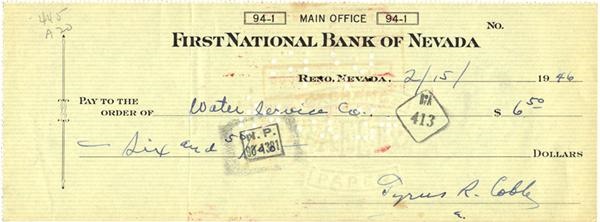 445
A 20
94-1 MAIN OFFICE 94-1
No.
FIRST NATIONAL BANK OF NEVADA
RENO, NEVADA, 2/15/ 1946
PAY TO THE
ORDER OF Water Service Co. $ 6.50
413
Six and 50 DOLLARS
Tyrus R. Cobb